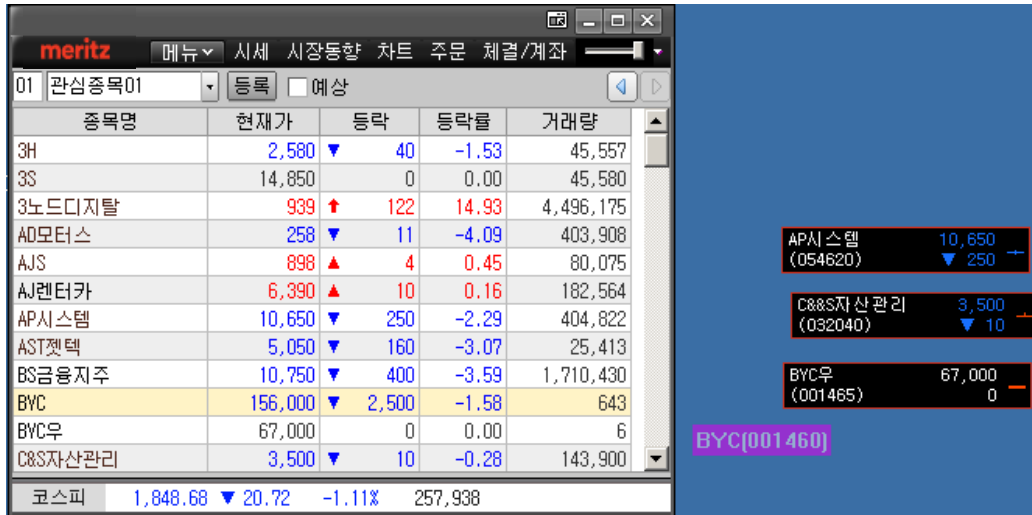 meritz 메뉴 시세 시장동향 차트 주문 체결/계좌
01 관심종목01 등록 예상
종목명 현재가 등락 등락률 거래량
3H 2,580 ▼ 40 -1.53 45,557
3S 14,850 0 0.00 45,580
3노드디지탈 939 ⬆ 122 14.93 4,496,175
AD모터스 258 ▼ 11 -4.09 403,908
AJS 898 ▲ 4 0.45 80,075
AJ렌터카 6,390 ▲ 10 0.16 182,564
AP시스템 10,650 ▼ 250 -2.29 404,822
AST젯텍 5,050 ▼ 160 -3.07 25,413
BS금융지주 10,750 ▼ 400 -3.59 1,710,430
BYC 156,000 ▼ 2,500 -1.58 643
BYC우 67,000 0 0.00 6
C&S자산관리 3,500 ▼ 10 -0.28 143,900
코스피 1,848.68 ▼ 20.72 -1.11% 257,938
AP시스템 10,650
(054620) ▼ 250
C&&S자산관리 3,500
(032040) ▼ 10
BYC우 67,000
(001465) 0
BYC(001460)